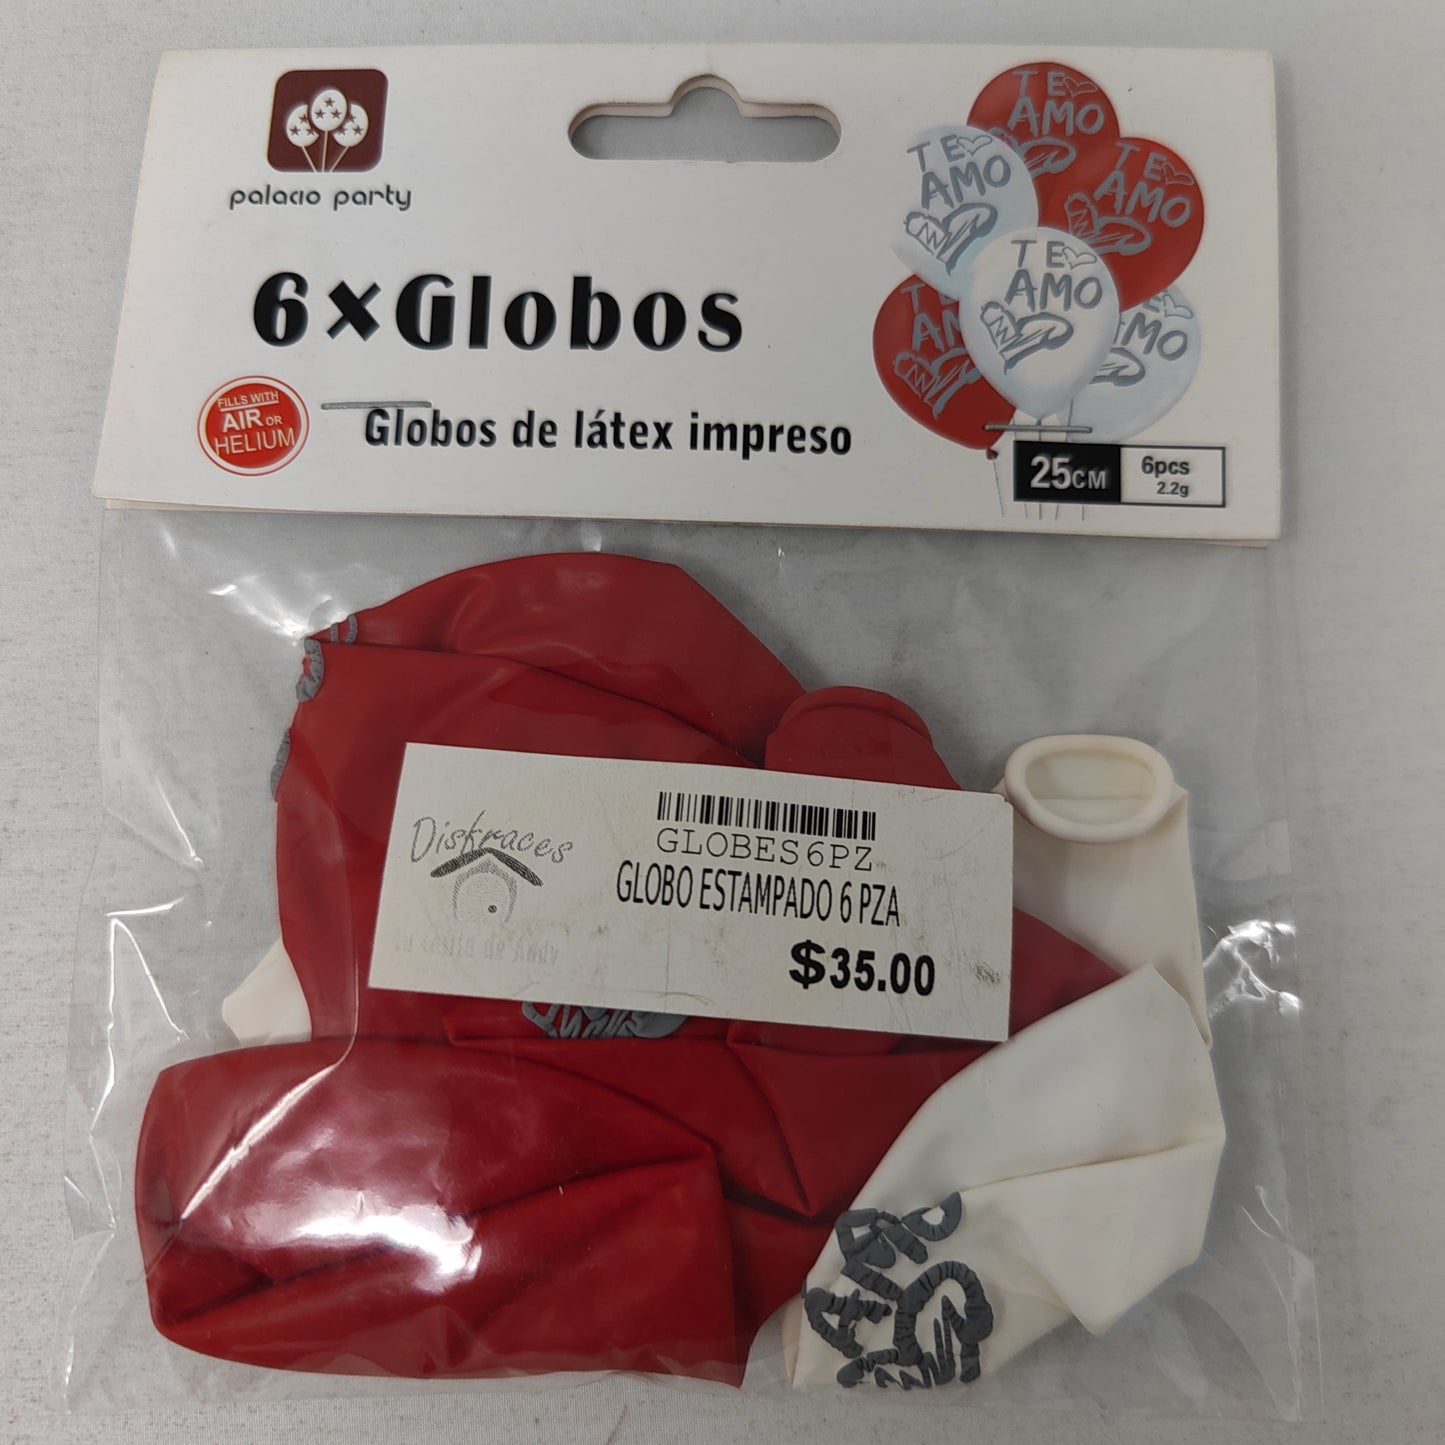 palacio party
6×Globos
FILLS WITH
AIR OR
HELIUM
Globos de látex impreso
TE
AMO
TE
AMO
TE
AMO
TE
AMO
25CM
6pcs
2.2g
Disfraces
GLOBES6PZ
GLOBO ESTAMPADO 6 PZA
$35.00